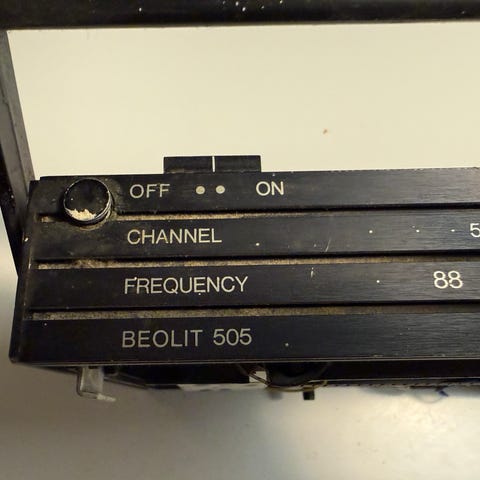 OFF •• ON
CHANNEL 5
FREQUENCY 88
BEOLIT 505